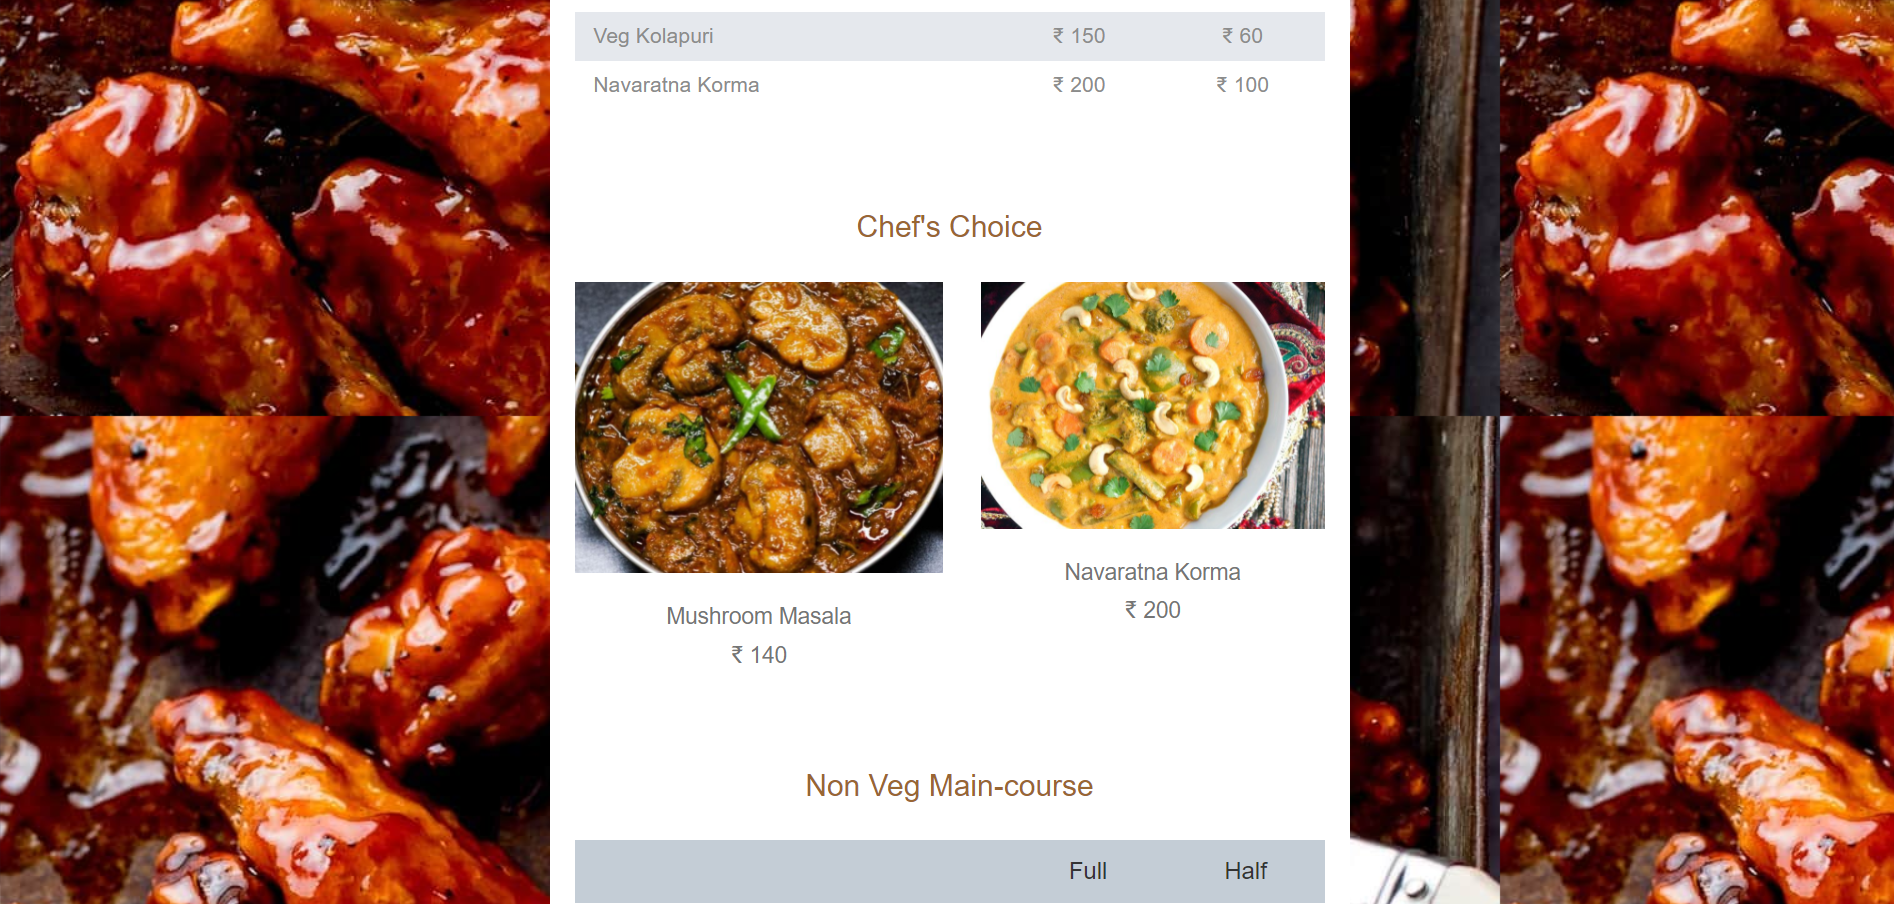 Veg Kolapuri ₹ 150 ₹ 60
Navaratna Korma ₹ 200 ₹ 100
Chef's Choice
Mushroom Masala
₹ 140
Navaratna Korma
₹ 200
Non Veg Main-course
Full Half